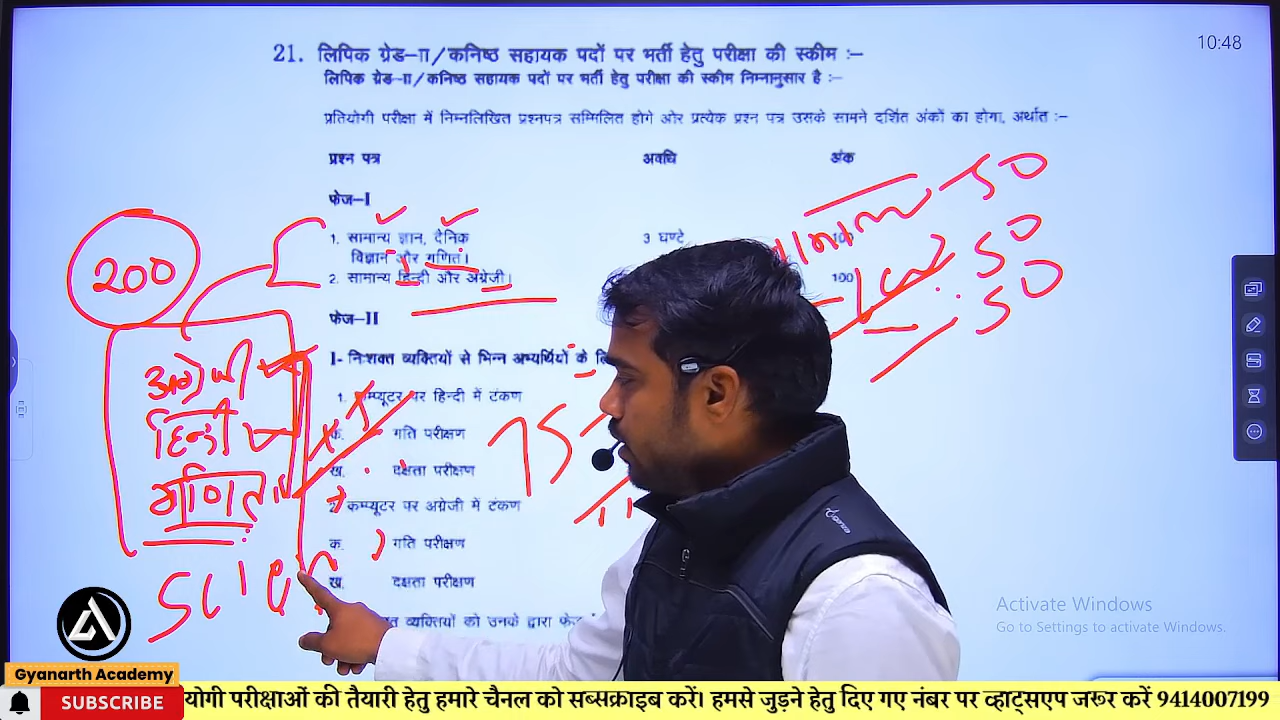 10:48
21. लिपिक ग्रेड–II/कनिष्ठ सहायक पदों पर भर्ती हेतु परीक्षा की स्कीम :–
लिपिक ग्रेड–II/कनिष्ठ सहायक पदों पर भर्ती हेतु परीक्षा की स्कीम निम्नानुसार है :–
प्रतियोगी परीक्षा में निम्नलिखित प्रश्नपत्र सम्मिलित होगे ओर प्रत्येक प्रश्न पत्र उसके सामने दर्शित अंकों का होगा, अर्थात :–
प्रश्न पत्र अवधि अंक
फेज–I
1. सामान्य ज्ञान, दैनिक 3 घण्टे 100
विज्ञान और गणित।
2. सामान्य हिन्दी और अंग्रेजी। 100
फेज–II
I- निःशक्त व्यक्तियों से भिन्न अभ्यर्थियों के
1. कम्प्यूटर पर हिन्दी में टंकण
क. गति परीक्षण
ख. दक्षता परीक्षण
2. कम्प्यूटर पर अंग्रेजी में टंकण
क. गति परीक्षण
ख. दक्षता परीक्षण
व्यक्तियों को उनके द्वारा
50
50
50
200
अंग्रेजी
हिन्दी
गणित
75
Activate Windows
Go to Settings to activate Windows.
Gyanarth Academy
SUBSCRIBE
योगी परीक्षाओं की तैयारी हेतु हमारे चैनल को सब्सक्राइब करें। हमसे जुड़ने हेतु दिए गए नंबर पर व्हाट्सएप जरूर करें 9414007199